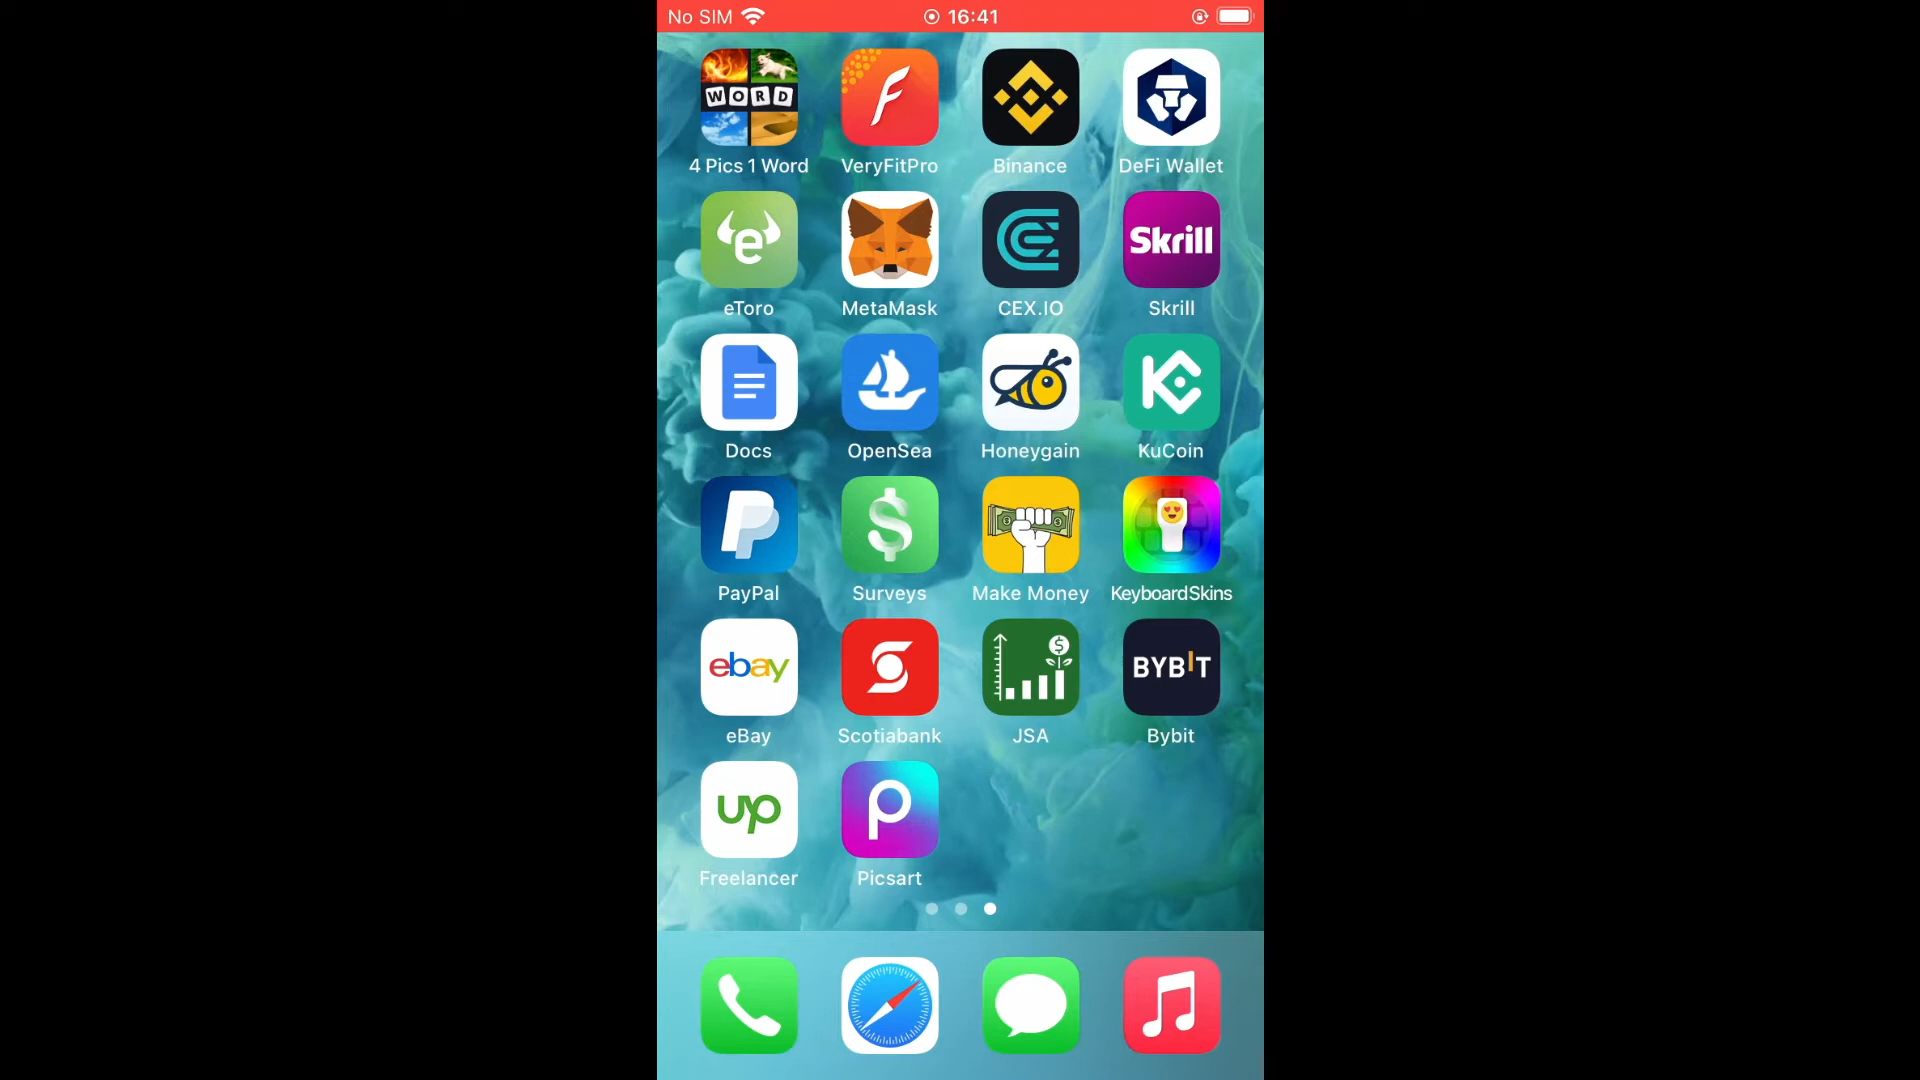 No SIM 16:41
WORD
4 Pics 1 Word VeryFitPro Binance DeFi Wallet
e Skrill
eToro MetaMask CEX.IO Skrill
Docs OpenSea Honeygain KuCoin
PayPal Surveys Make Money KeyboardSkins
ebay BYBIT
eBay Scotiabank JSA Bybit
up
Freelancer Picsart